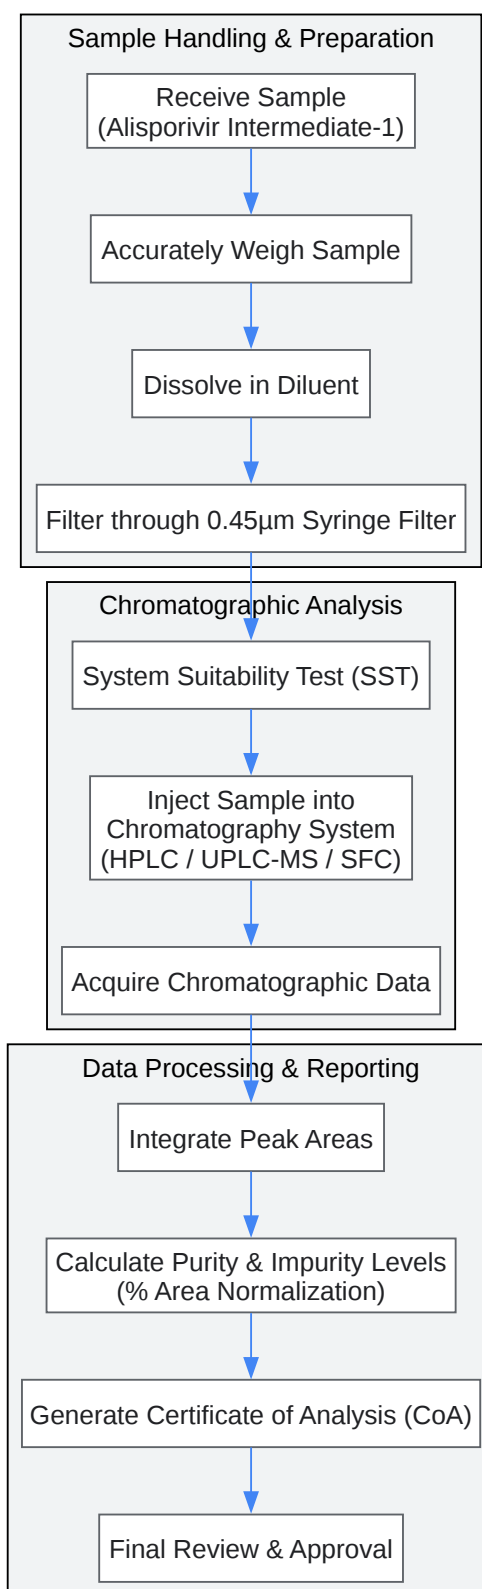 Sample Handling & Preparation
Receive Sample
(Alisporivir Intermediate-1)
Accurately Weigh Sample
Dissolve in Diluent
Filter through 0.45µm Syringe Filter
Chromatographic Analysis
System Suitability Test (SST)
Inject Sample into
Chromatography System
(HPLC / UPLC-MS / SFC)
Acquire Chromatographic Data
Data Processing & Reporting
Integrate Peak Areas
Calculate Purity & Impurity Levels
(% Area Normalization)
Generate Certificate of Analysis (CoA)
Final Review & Approval